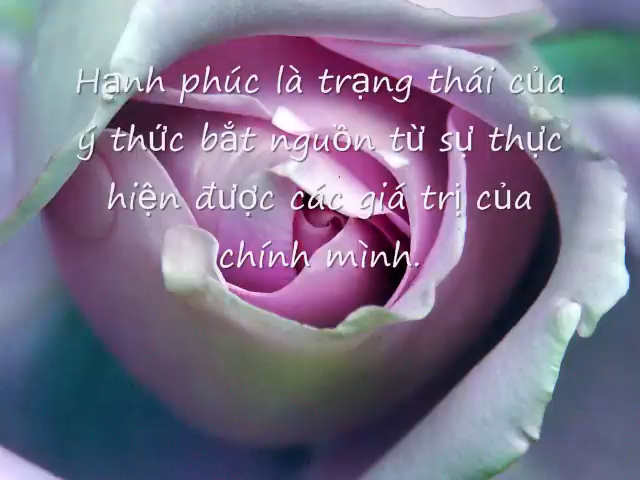 Hạnh phúc là trạng thái của
ý thức bắt nguồn từ sự thực
hiện được các giá trị của
chính mình.